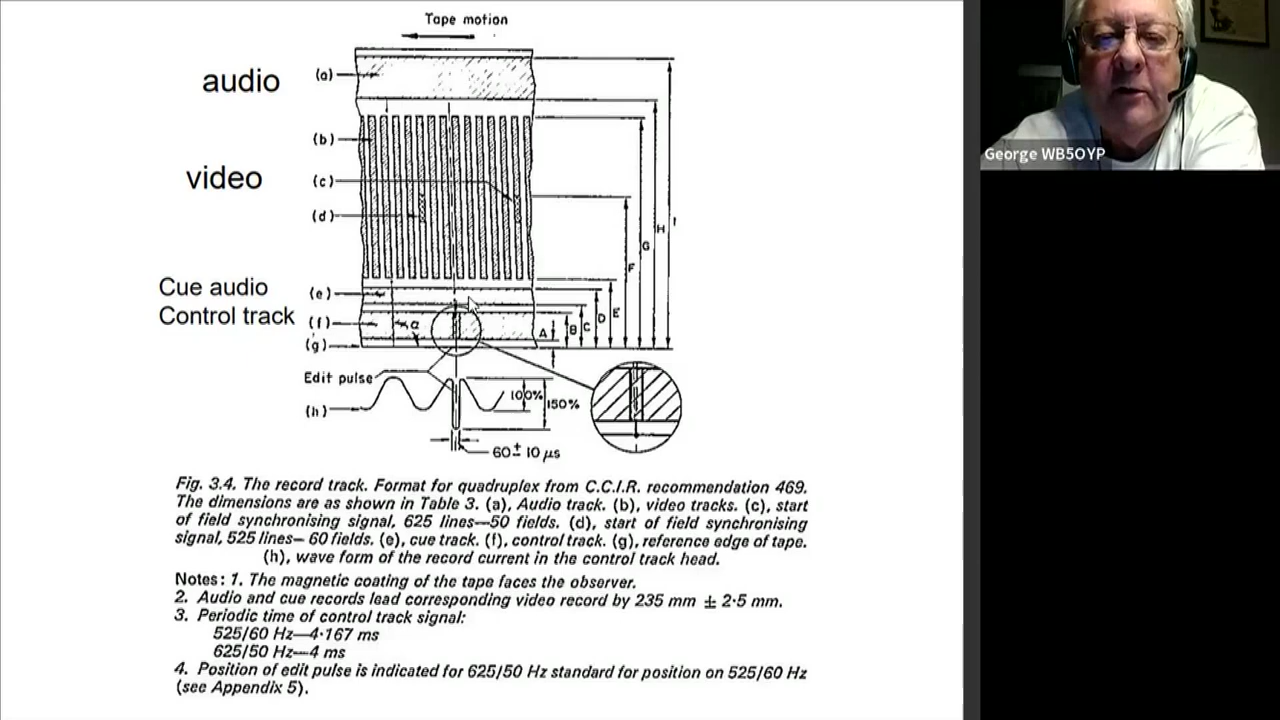 Tape motion
audio
(a)
(b)
video
(c)
(d)
H
G
F
Cue audio
Control track
(e)
(f)
α
A
B
C
D
E
(g)
Edit pulse
100%
150%
(h)
60 ± 10 µs
Fig. 3.4. The record track. Format for quadruplex from C.C.I.R. recommendation 469.
The dimensions are as shown in Table 3. (a), Audio track. (b), video tracks. (c), start
of field synchronising signal, 625 lines—50 fields. (d), start of field synchronising
signal, 525 lines— 60 fields. (e), cue track. (f), control track. (g), reference edge of tape.
(h), wave form of the record current in the control track head.
Notes: 1. The magnetic coating of the tape faces the observer.
2. Audio and cue records lead corresponding video record by 235 mm ± 2·5 mm.
3. Periodic time of control track signal:
525/60 Hz—4·167 ms
625/50 Hz—4 ms
4. Position of edit pulse is indicated for 625/50 Hz standard for position on 525/60 Hz
(see Appendix 5).
George WB5OYP